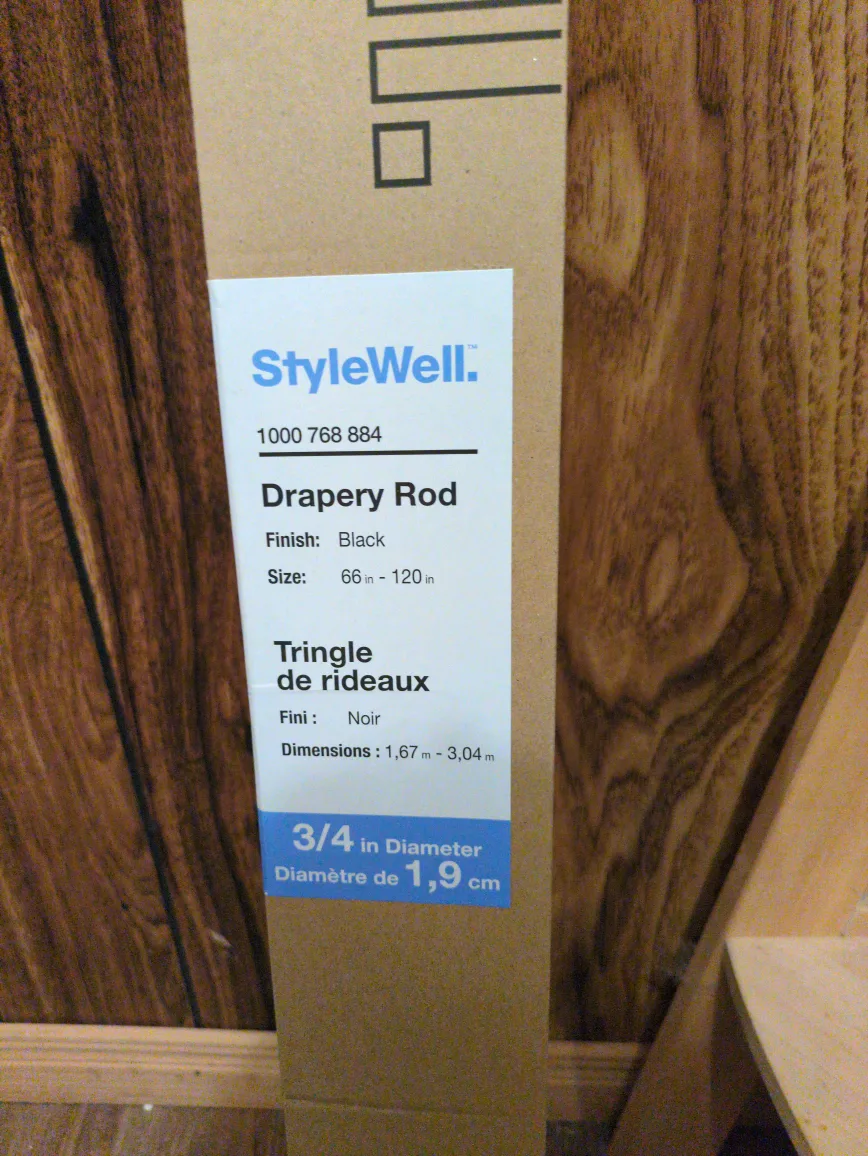 StyleWell.™
1000 768 884
Drapery Rod
Finish: Black
Size: 66 in - 120 in
Tringle
de rideaux
Fini : Noir
Dimensions : 1,67 m - 3,04 m
3/4 in Diameter
Diamètre de 1,9 cm